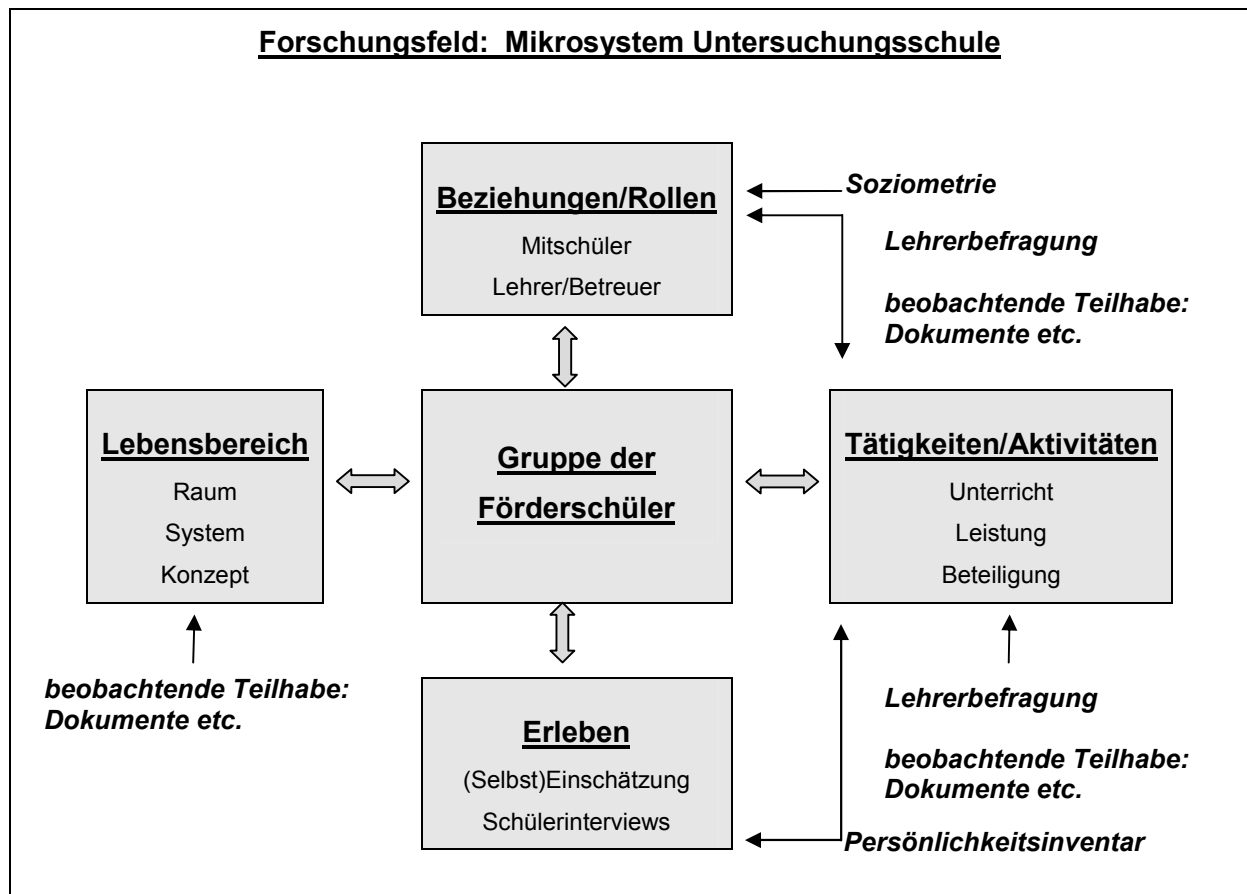 Forschungsfeld: Mikrosystem Untersuchungsschule
Beziehungen/Rollen
Mitschüler
Lehrer/Betreuer
Soziometrie
Lehrerbefragung
beobachtende Teilhabe:
Dokumente etc.
Lebensbereich
Raum
System
Konzept
Gruppe der
Förderschüler
Tätigkeiten/Aktivitäten
Unterricht
Leistung
Beteiligung
beobachtende Teilhabe:
Dokumente etc.
Erleben
(Selbst)Einschätzung
Schülerinterviews
Lehrerbefragung
beobachtende Teilhabe:
Dokumente etc.
Persönlichkeitsinventar